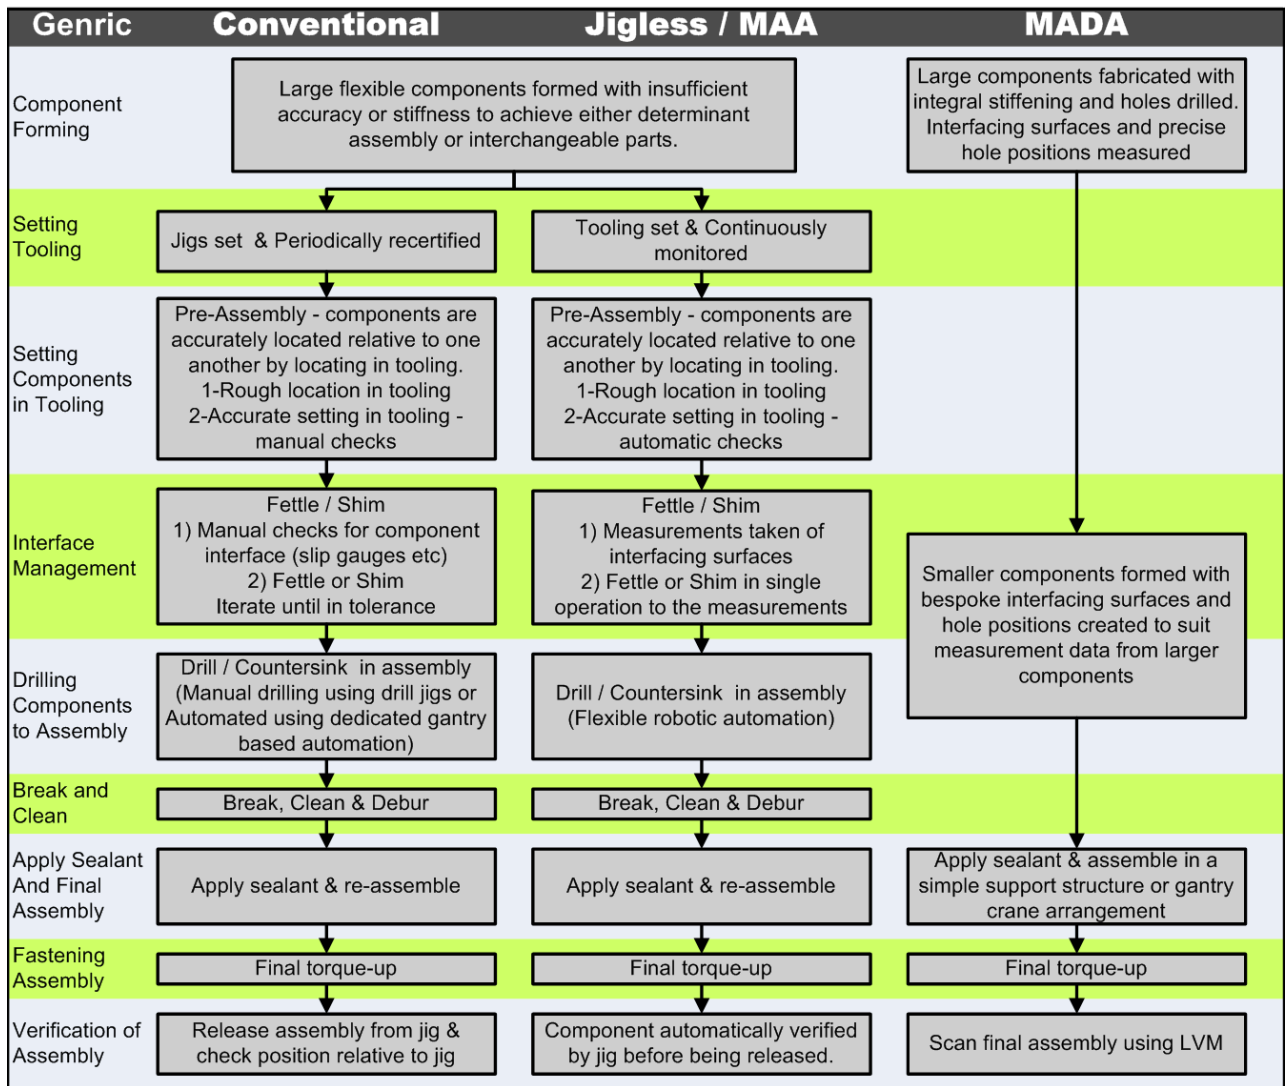 Genric
Conventional
Jigless / MAA
MADA
Component
Forming
Large flexible components formed with insufficient
accuracy or stiffness to achieve either determinant
assembly or interchangeable parts.
Large components fabricated with
integral stiffening and holes drilled.
Interfacing surfaces and precise
hole positions measured
Setting
Tooling
Jigs set & Periodically recertified
Tooling set & Continuously
monitored
Setting
Components
in Tooling
Pre-Assembly - components are
accurately located relative to one
another by locating in tooling.
1-Rough location in tooling
2-Accurate setting in tooling -
manual checks
Pre-Assembly - components are
accurately located relative to one
another by locating in tooling.
1-Rough location in tooling
2-Accurate setting in tooling -
automatic checks
Interface
Management
Fettle / Shim
1) Manual checks for component
interface (slip gauges etc)
2) Fettle or Shim
Iterate until in tolerance
Fettle / Shim
1) Measurements taken of
interfacing surfaces
2) Fettle or Shim in single
operation to the measurements
Smaller components formed with
bespoke interfacing surfaces and
hole positions created to suit
measurement data from larger
components
Drilling
Components
to Assembly
Drill / Countersink in assembly
(Manual drilling using drill jigs or
Automated using dedicated gantry
based automation)
Drill / Countersink in assembly
(Flexible robotic automation)
Break and
Clean
Break, Clean & Debur
Break, Clean & Debur
Apply Sealant
And Final
Assembly
Apply sealant & re-assemble
Apply sealant & re-assemble
Apply sealant & assemble in a
simple support structure or gantry
crane arrangement
Fastening
Assembly
Final torque-up
Final torque-up
Final torque-up
Verification of
Assembly
Release assembly from jig &
check position relative to jig
Component automatically verified
by jig before being released.
Scan final assembly using LVM